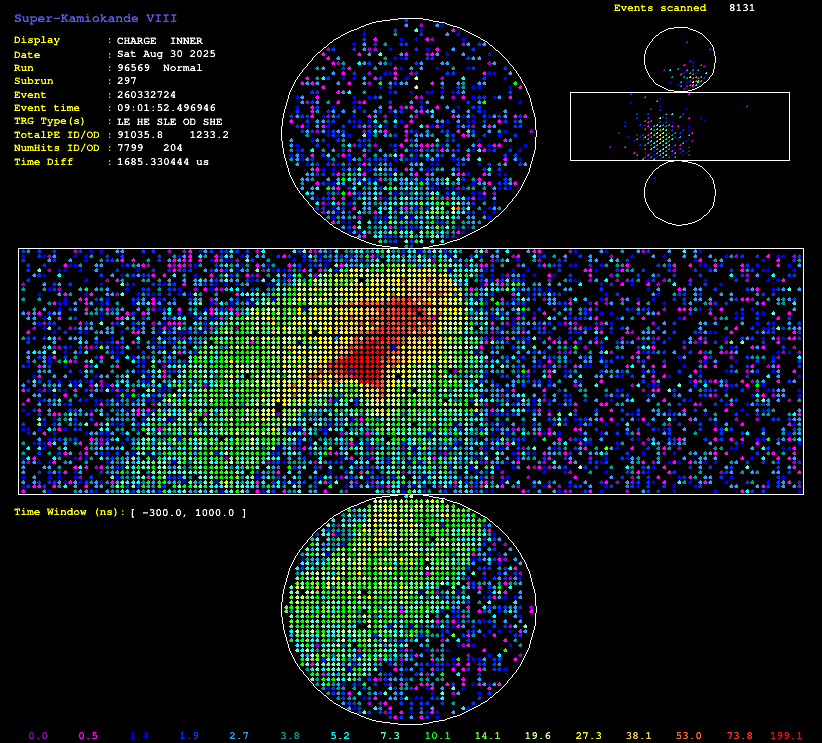 Super-Kamiokande VIII
Events scanned 8131
Display : CHARGE INNER
Date : Sat Aug 30 2025
Run : 96569 Normal
Subrun : 297
Event : 260332724
Event time : 09:01:52.496946
TRG Type(s) : LE HE SLE OD SHE
TotalPE ID/OD : 91035.8 1233.2
NumHits ID/OD : 7799 204
Time Diff : 1685.330444 us
Time Window (ns): [ -300.0, 1000.0 ]
0.0 0.5 1.4 1.9 2.7 3.8 5.2 7.3 10.1 14.1 19.6 27.3 38.1 53.0 73.8 199.1